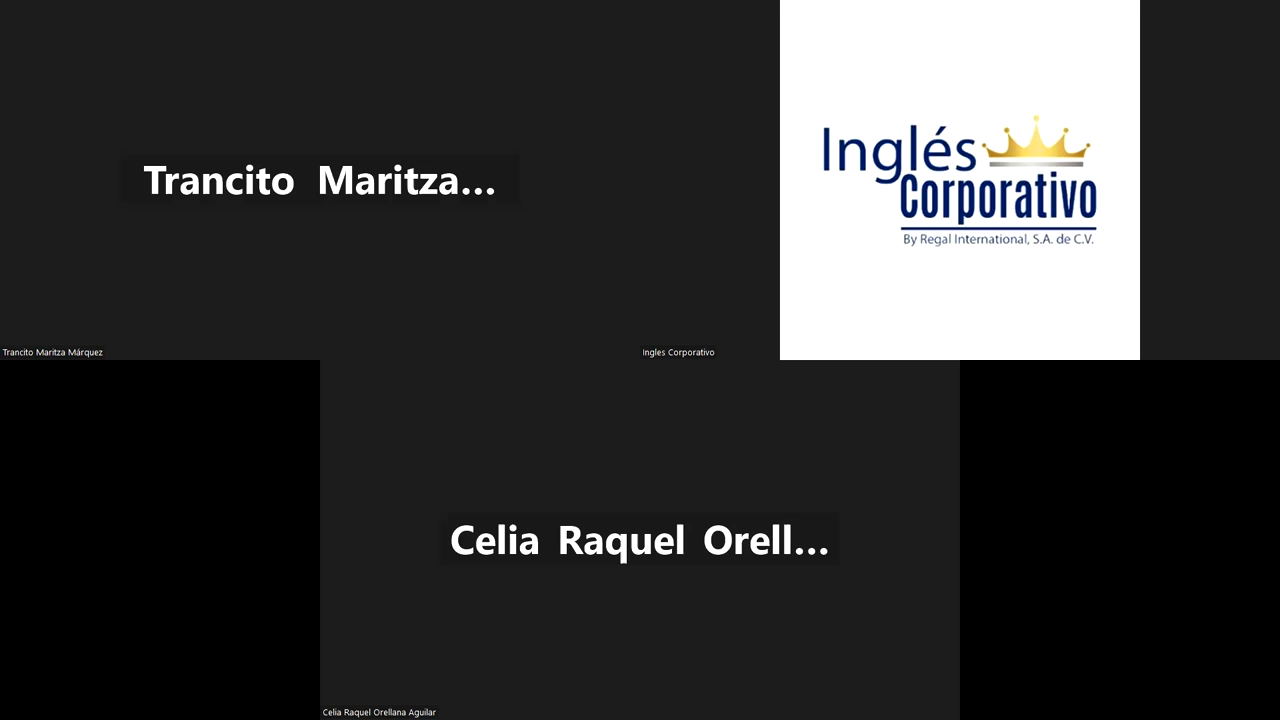 Trancito Maritza...
Trancito Maritza Márquez
Inglés
Corporativo
By Regal International, S.A. de C.V.
Ingles Corporativo
Celia Raquel Orell...
Celia Raquel Orellana Aguilar